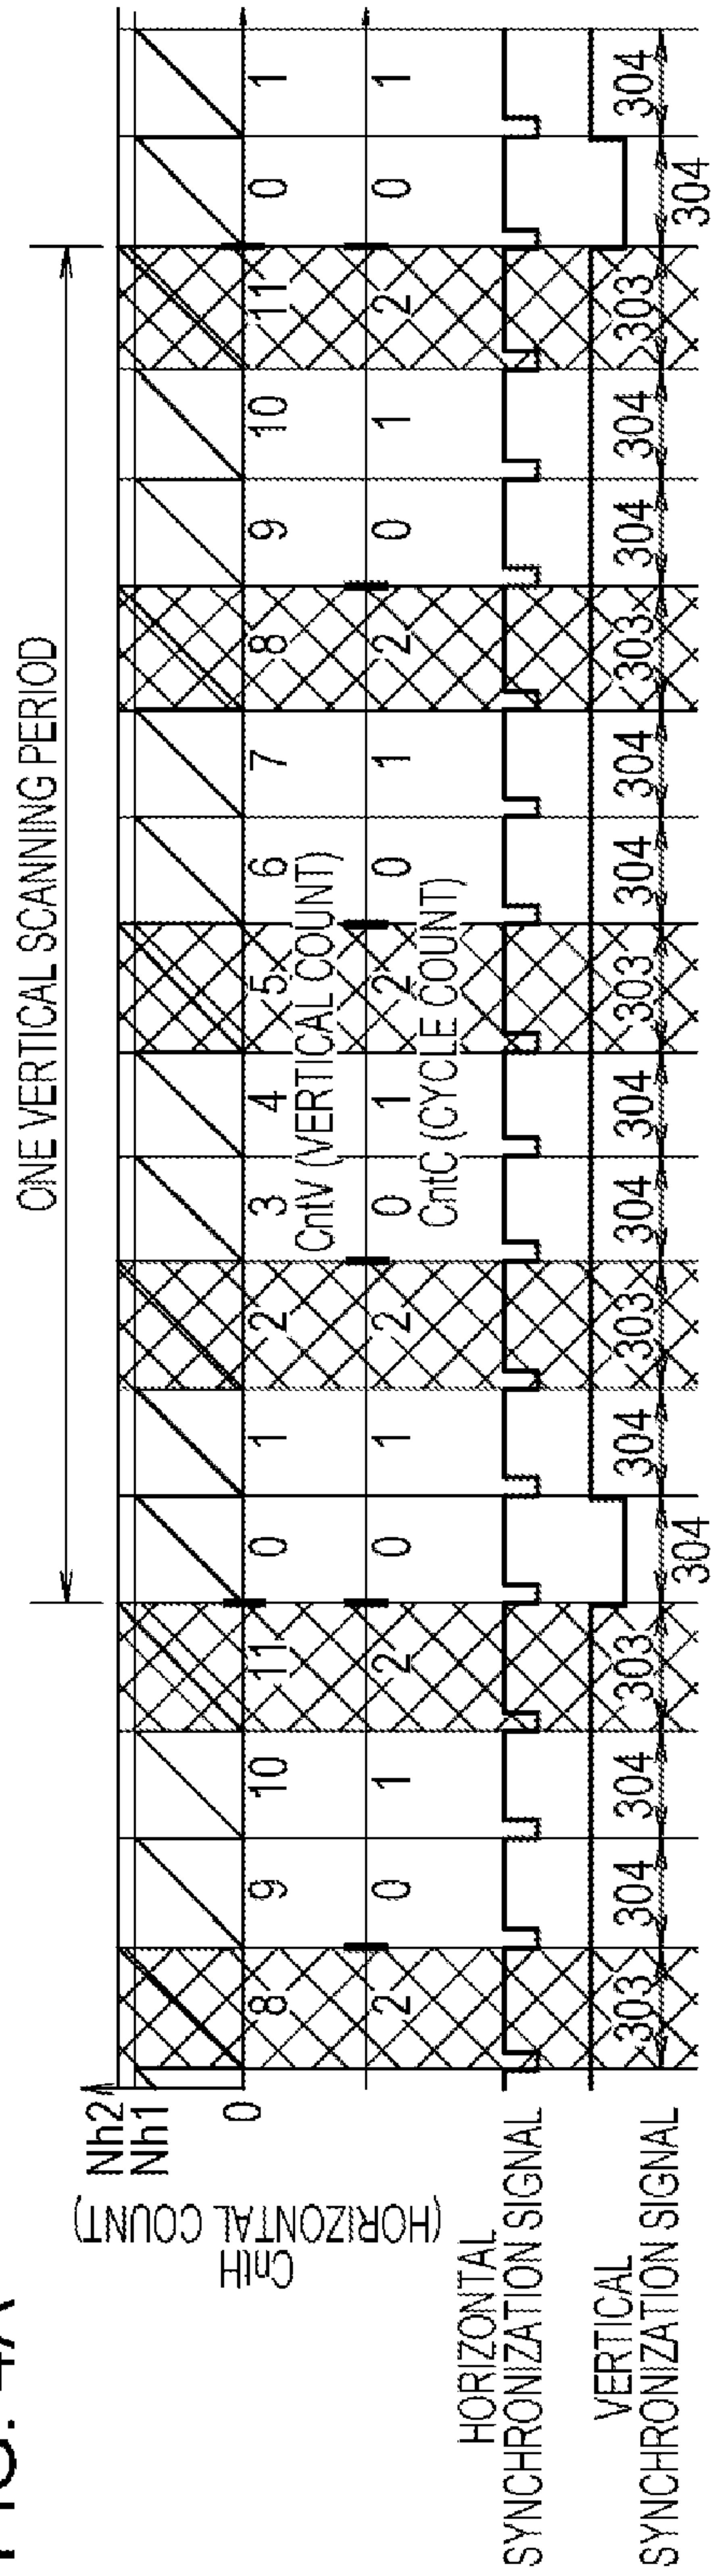 FIG. 4A
ONE VERTICAL SCANNING PERIOD
Nh2
Nh1
0
CntH
(HORIZONTAL COUNT)
8 9 10 11 0 1 2 3 4 5 6 7 8 9 10 11 0 1
CntV (VERTICAL COUNT)
2 0 1 2 0 1 2 0 1 2 0 1 2 0 1 2 0 1
CntC (CYCLE COUNT)
HORIZONTAL
SYNCHRONIZATION SIGNAL
VERTICAL
SYNCHRONIZATION SIGNAL
303 304 304 303 304 304 303 304 304 303 304 304 303 304 304 303 304 304